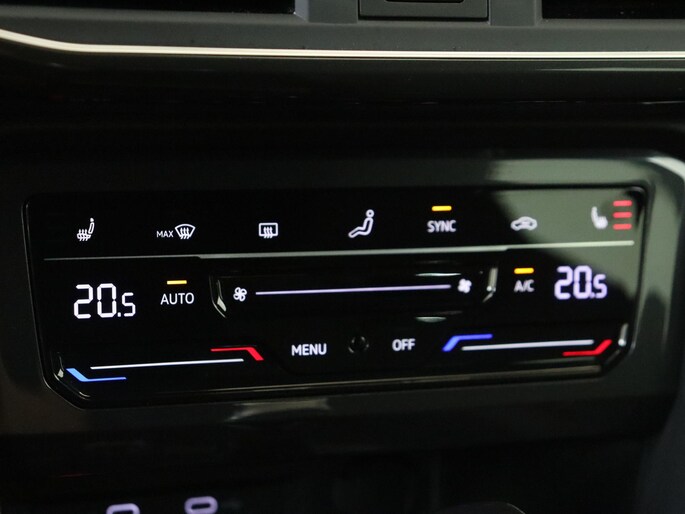 MAX
SYNC
20.5 AUTO A/C 20.5
MENU OFF